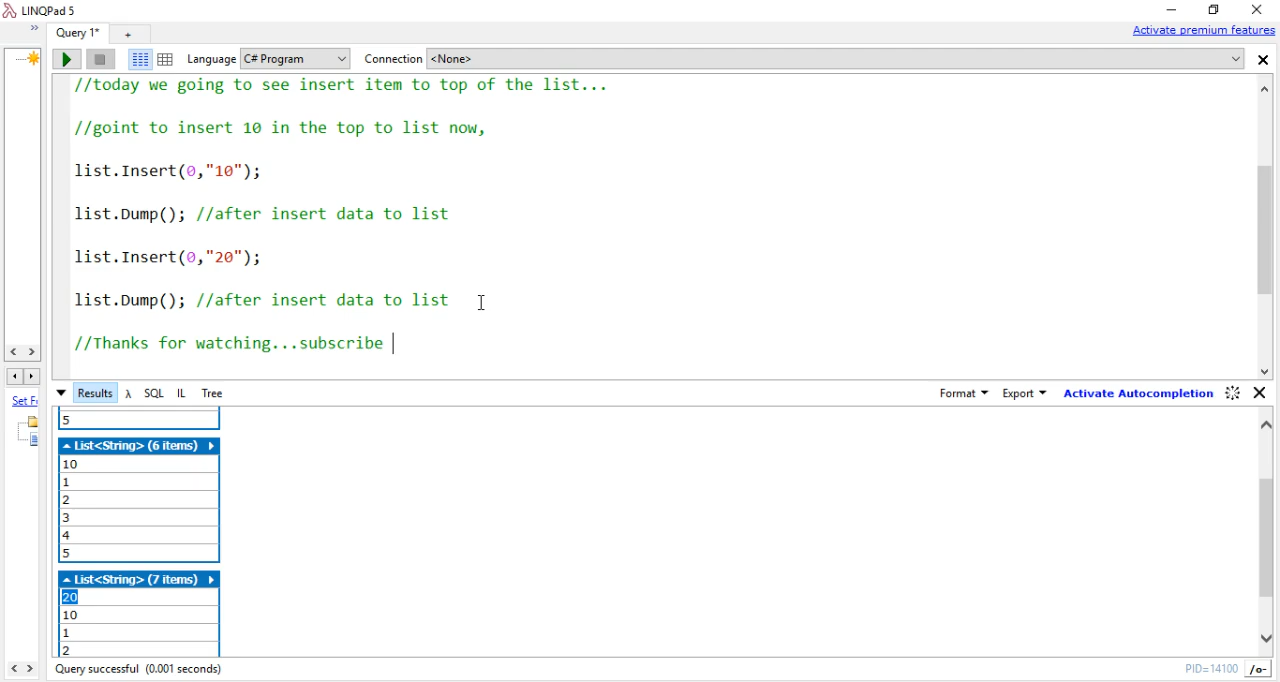 LINQPad 5
Query 1*
+
Activate premium features
Language C# Program Connection <None>
//today we going to see insert item to top of the list...
//goint to insert 10 in the top to list now,
list.Insert(0,"10");
list.Dump(); //after insert data to list
list.Insert(0,"20");
list.Dump(); //after insert data to list
//Thanks for watching...subscribe
Set F
Results λ SQL IL Tree
Format Export Activate Autocompletion
5
List<String> (6 items)
10
1
2
3
4
5
List<String> (7 items)
20
10
1
2
Query successful (0.001 seconds)
PID=14100 /o-